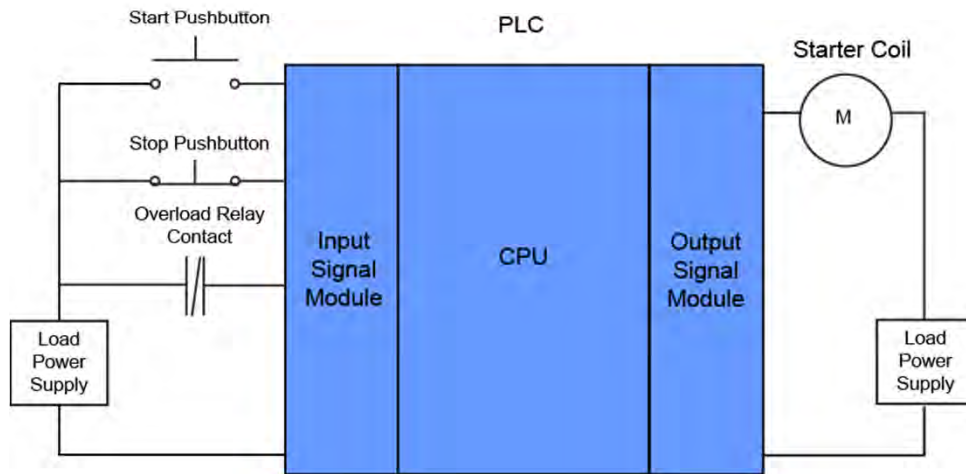 Start Pushbutton
PLC
Starter Coil
M
Stop Pushbutton
Overload Relay
Contact
Input
Signal
Module
CPU
Output
Signal
Module
Load
Power
Supply
Load
Power
Supply